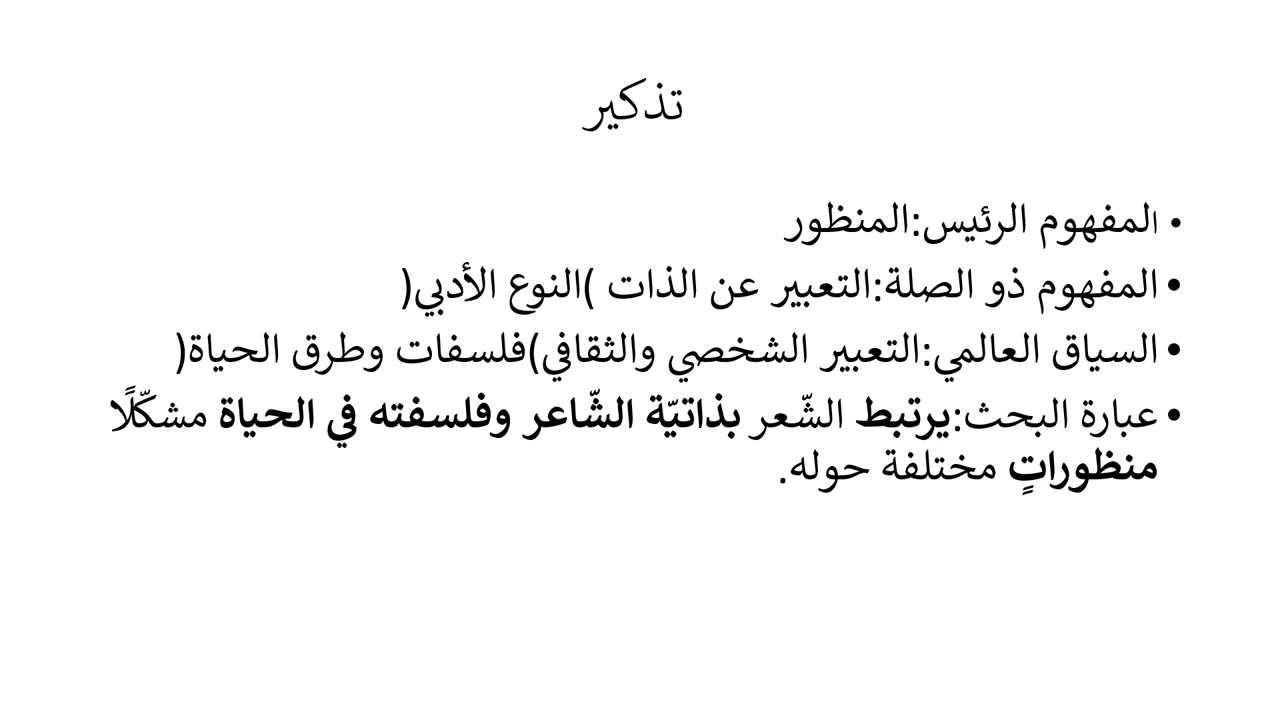 تذكير
• المفهوم الرئيس:المنظور
• المفهوم ذو الصلة:التعبير عن الذات )النوع الأدبي(
• السياق العالمي:التعبير الشخصي والثقافي)فلسفات وطرق الحياة(
• عبارة البحث:يرتبط الشّعر بذاتيّة الشّاعر وفلسفته في الحياة مشكّلًا
منظوراتٍ مختلفة حوله.